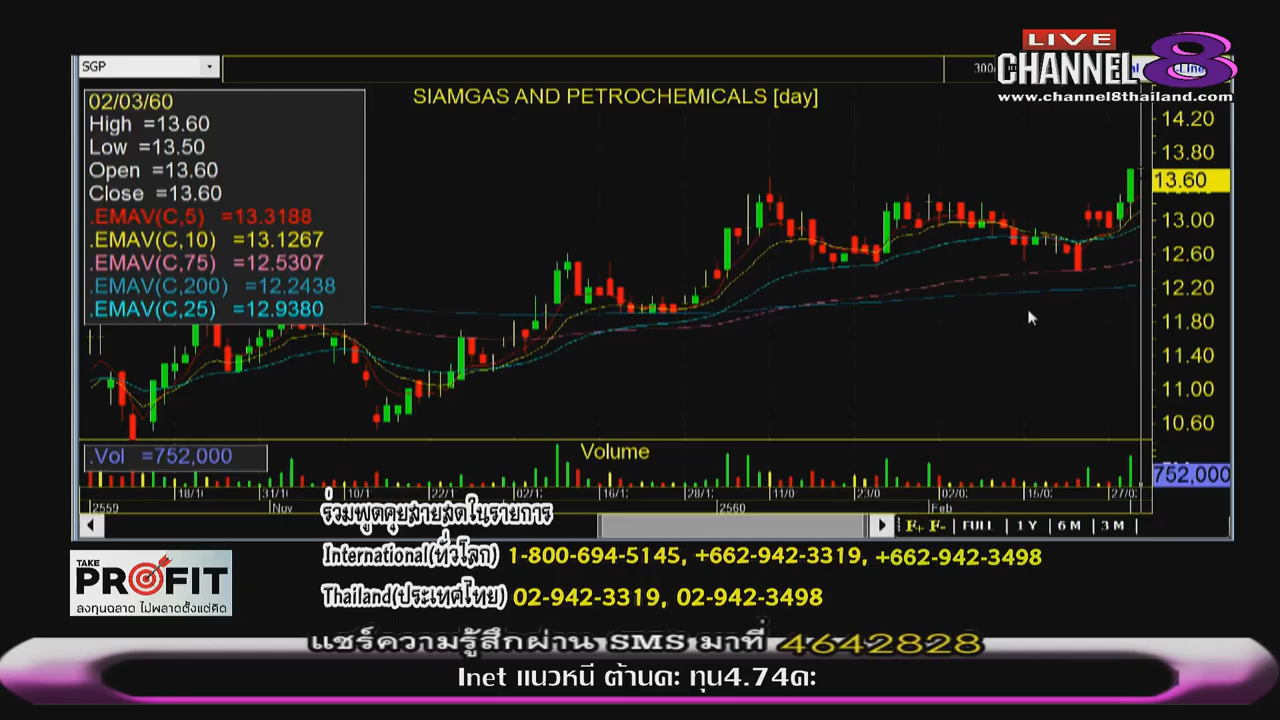 LIVE
CHANNEL 8
www.channel8thailand.com
SGP
SIAMGAS AND PETROCHEMICALS [day]
02/03/60
High =13.60
Low =13.50
Open =13.60
Close =13.60
.EMAV(C,5) =13.3188
.EMAV(C,10) =13.1267
.EMAV(C,75) =12.5307
.EMAV(C,200) =12.2438
.EMAV(C,25) =12.9380
14.20
13.80
13.60
13.00
12.60
12.20
11.80
11.40
11.00
10.60
.Vol =752,000
Volume
752,000
2559 Nov 2560 Feb
F+ F- FULL 1 Y 6 M 3 M
ร่วมพูดคุยสายสดในรายการ
International(ทั่วโลก) 1-800-694-5145, +662-942-3319, +662-942-3498
Thailand(ประเทศไทย) 02-942-3319, 02-942-3498
TAKE
PROFIT
ลงทุนฉลาด ไม่พลาดตั้งแต่คิด
แชร์ความรู้สึกผ่าน SMS มาที่ 4642828
Inet แนวหนี ต้านคะ ทุน4.74คะ